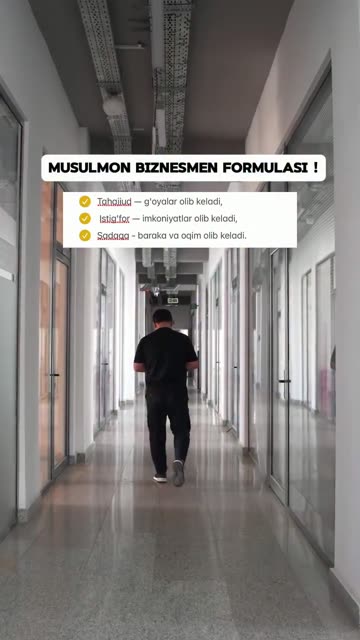 MUSULMON BIZNESMEN FORMULASI !
Tahajjud — g'oyalar olib keladi,
Istig'for — imkoniyatlar olib keladi,
Sadaqa - baraka va oqim olib keladi.